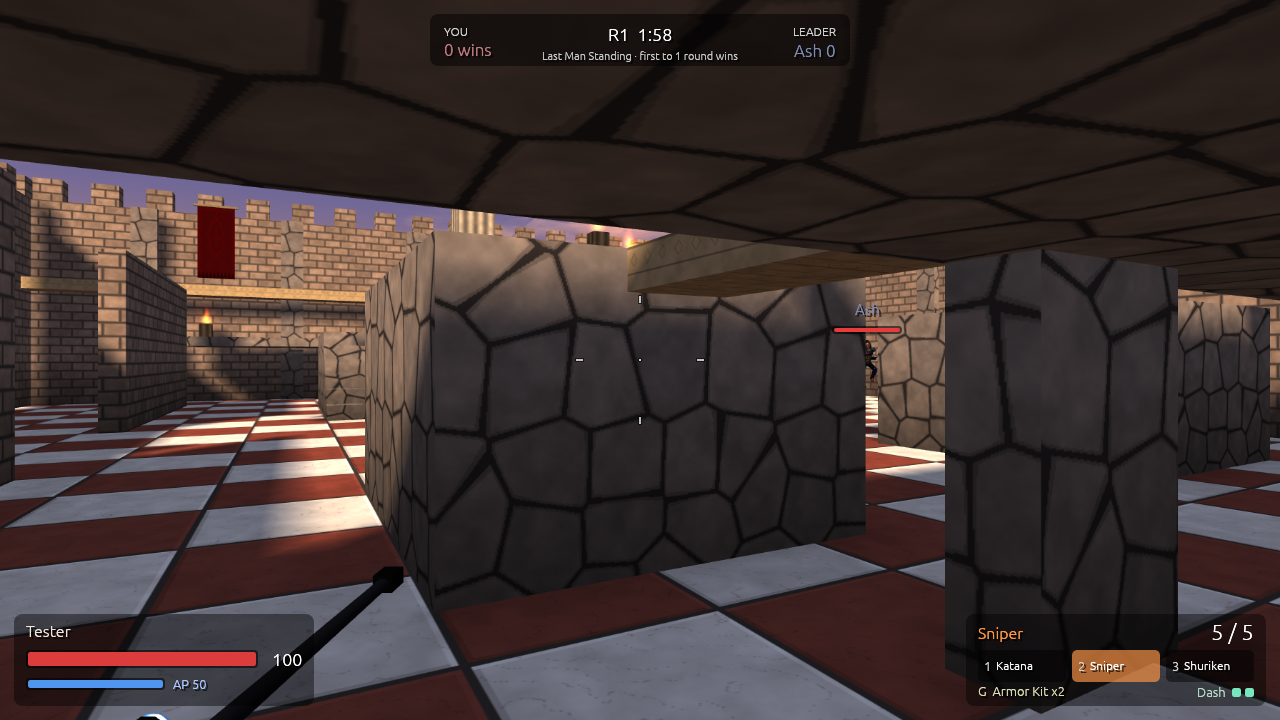 YOU
0 wins
R1 1:58
Last Man Standing · first to 1 round wins
LEADER
Ash 0
Ash
Tester
100
AP 50
Sniper
5 / 5
1 Katana
2 Sniper
3 Shuriken
G Armor Kit x2
Dash